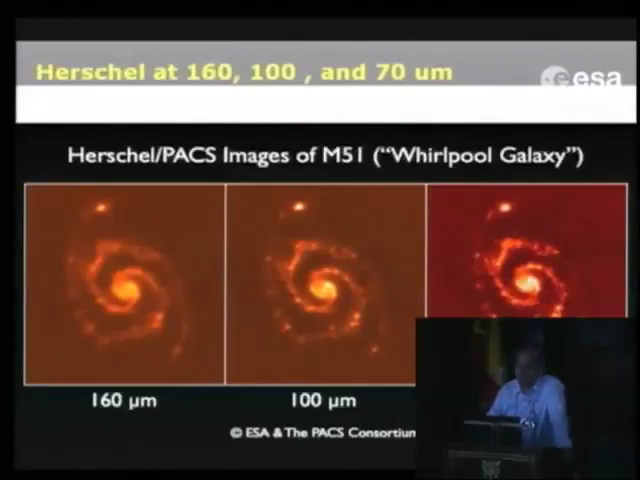 Herschel at 160, 100 , and 70 um
esa
Herschel/PACS Images of M51 ("Whirlpool Galaxy")
160 µm
100 µm
© ESA & The PACS Consortium